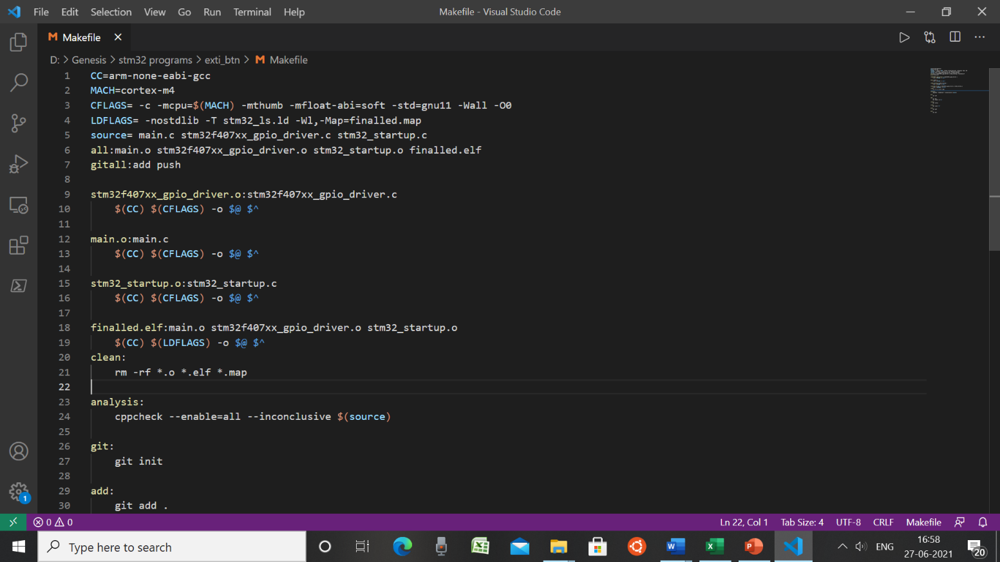 File Edit Selection View Go Run Terminal Help Makefile - Visual Studio Code
M Makefile
D: > Genesis > stm32 programs > exti_btn > M Makefile
1 CC=arm-none-eabi-gcc
2 MACH=cortex-m4
3 CFLAGS= -c -mcpu=$(MACH) -mthumb -mfloat-abi=soft -std=gnu11 -Wall -O0
4 LDFLAGS= -nostdlib -T stm32_ls.ld -Wl,-Map=finalled.map
5 source= main.c stm32f407xx_gpio_driver.c stm32_startup.c
6 all:main.o stm32f407xx_gpio_driver.o stm32_startup.o finalled.elf
7 gitall:add push
8
9 stm32f407xx_gpio_driver.o:stm32f407xx_gpio_driver.c
10 $(CC) $(CFLAGS) -o $@ $^
11
12 main.o:main.c
13 $(CC) $(CFLAGS) -o $@ $^
14
15 stm32_startup.o:stm32_startup.c
16 $(CC) $(CFLAGS) -o $@ $^
17
18 finalled.elf:main.o stm32f407xx_gpio_driver.o stm32_startup.o
19 $(CC) $(LDFLAGS) -o $@ $^
20 clean:
21 rm -rf *.o *.elf *.map
22
23 analysis:
24 cppcheck --enable=all --inconclusive $(source)
25
26 git:
27 git init
28
29 add:
30 git add .
1
0 0 Ln 22, Col 1 Tab Size: 4 UTF-8 CRLF Makefile
Type here to search
ENG
16:58
27-06-2021
20